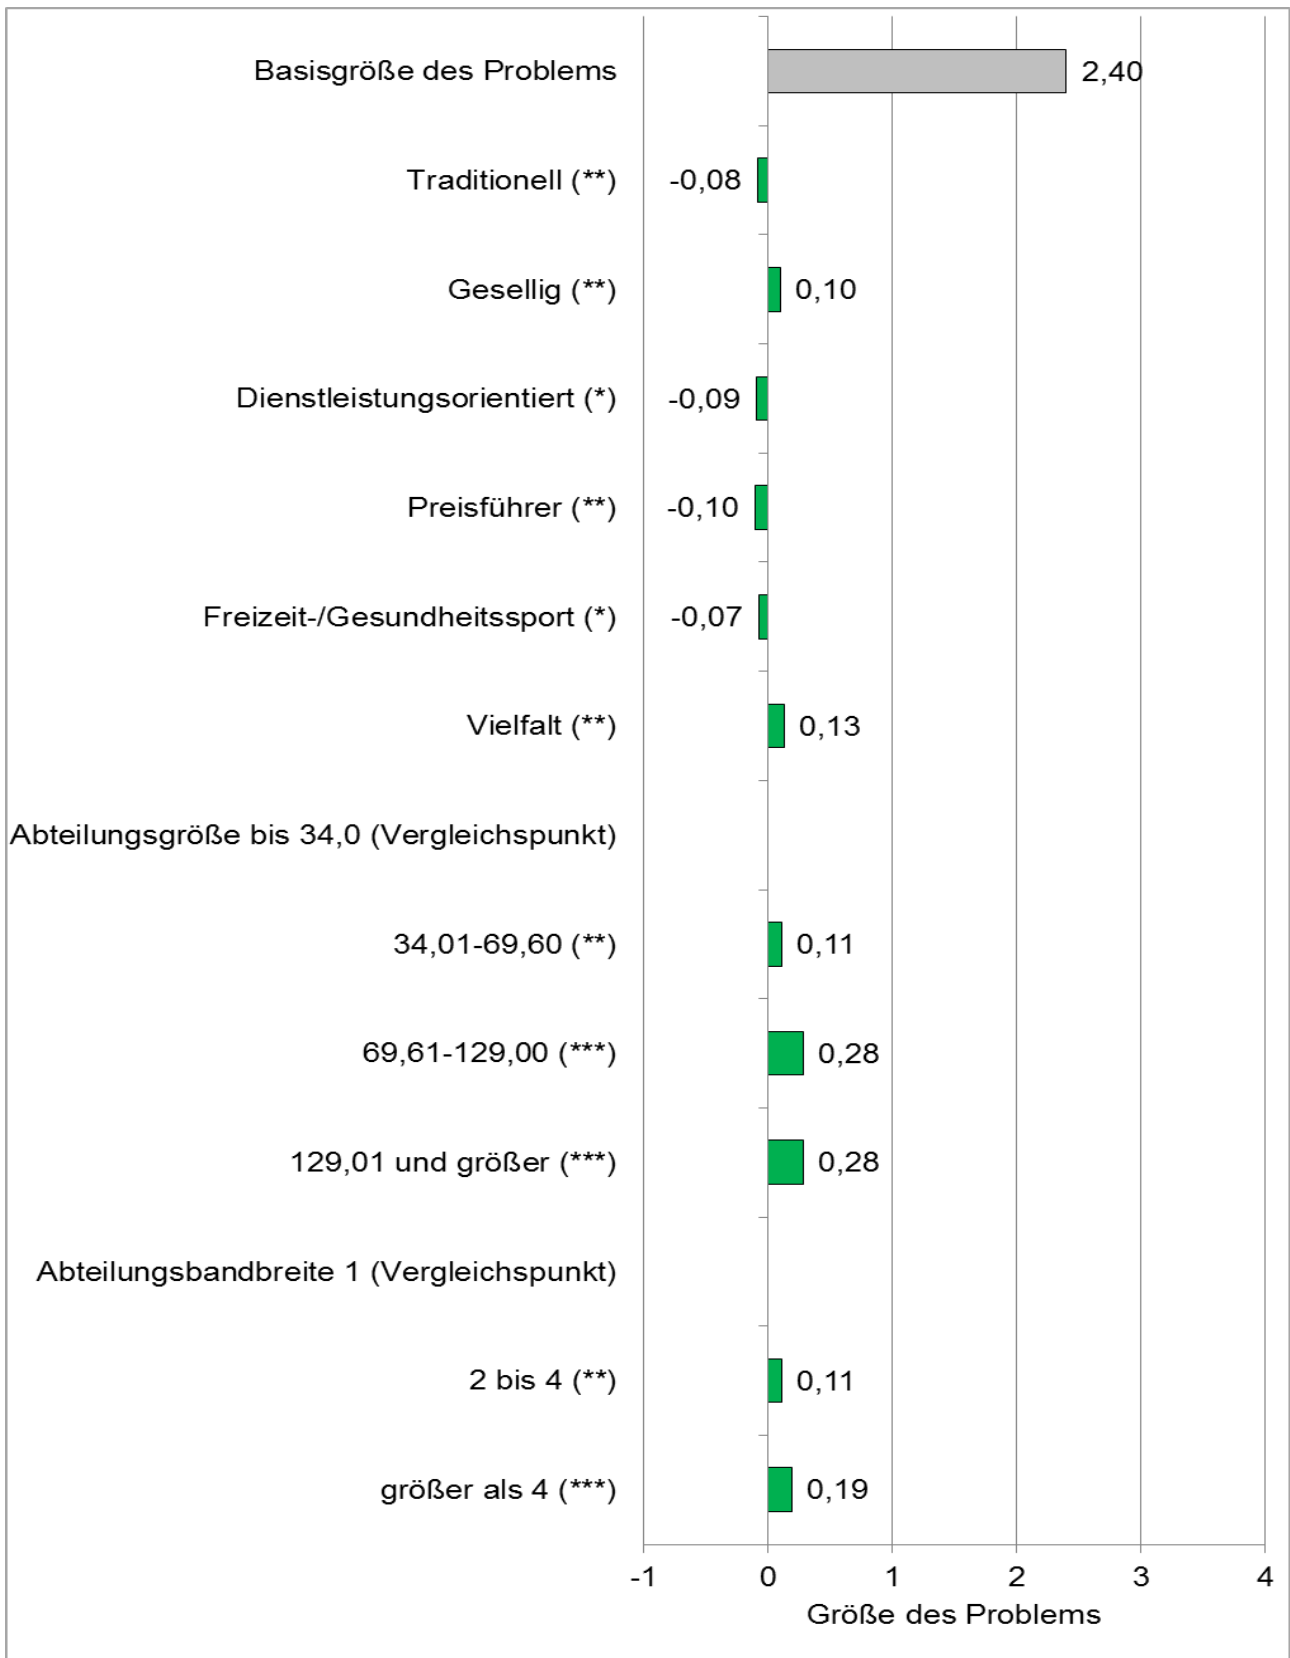 Basisgröße des Problems 2,40
Traditionell (**) -0,08
Gesellig (**) 0,10
Dienstleistungsorientiert (*) -0,09
Preisführer (**) -0,10
Freizeit-/Gesundheitssport (*) -0,07
Vielfalt (**) 0,13
Abteilungsgröße bis 34,0 (Vergleichspunkt)
34,01-69,60 (**) 0,11
69,61-129,00 (***) 0,28
129,01 und größer (***) 0,28
Abteilungsbandbreite 1 (Vergleichspunkt)
2 bis 4 (**) 0,11
größer als 4 (***) 0,19
-1 0 1 2 3 4
Größe des Problems